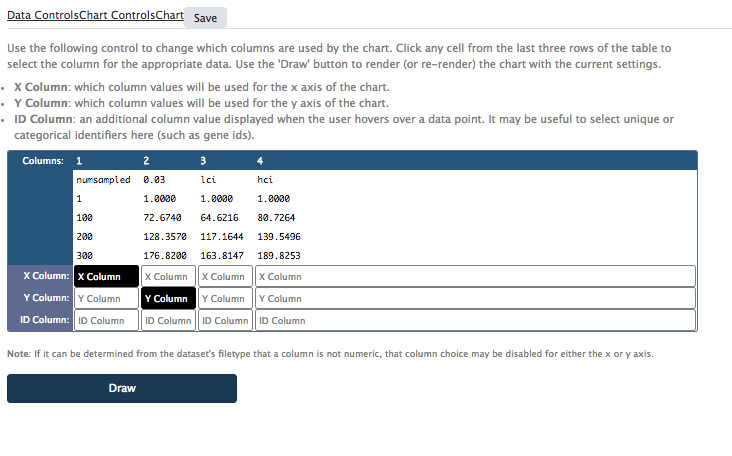 Data ControlsChart ControlsChart Save
Use the following control to change which columns are used by the chart. Click any cell from the last three rows of the table to
select the column for the appropriate data. Use the 'Draw' button to render (or re-render) the chart with the current settings.
• X Column: which column values will be used for the x axis of the chart.
• Y Column: which column values will be used for the y axis of the chart.
• ID Column: an additional column value displayed when the user hovers over a data point. It may be useful to select unique or
categorical identifiers here (such as gene ids).
Columns: 1 2 3 4
numsampled 0.03 lci hci
1 1.0000 1.0000 1.0000
100 72.6740 64.6216 80.7264
200 128.3570 117.1644 139.5496
300 176.8200 163.8147 189.8253
X Column: X Column X Column X Column X Column
Y Column: Y Column Y Column Y Column Y Column
ID Column: ID Column ID Column ID Column ID Column
Note: If it can be determined from the dataset's filetype that a column is not numeric, that column choice may be disabled for either the x or y axis.
Draw